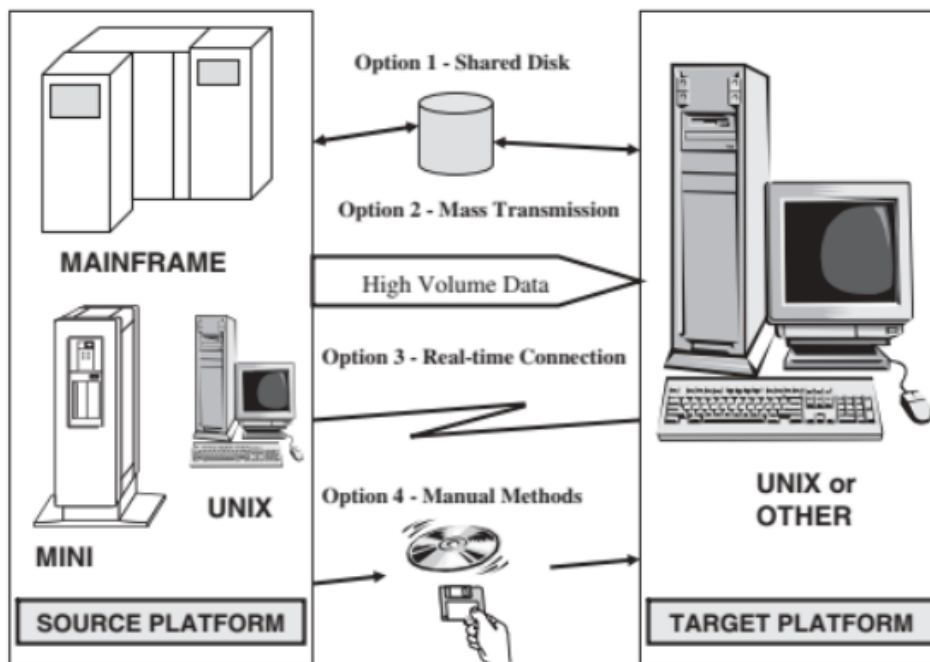 Option 1 - Shared Disk
Option 2 - Mass Transmission
MAINFRAME
High Volume Data
Option 3 - Real-time Connection
Option 4 - Manual Methods
UNIX
MINI
UNIX or
OTHER
SOURCE PLATFORM
TARGET PLATFORM